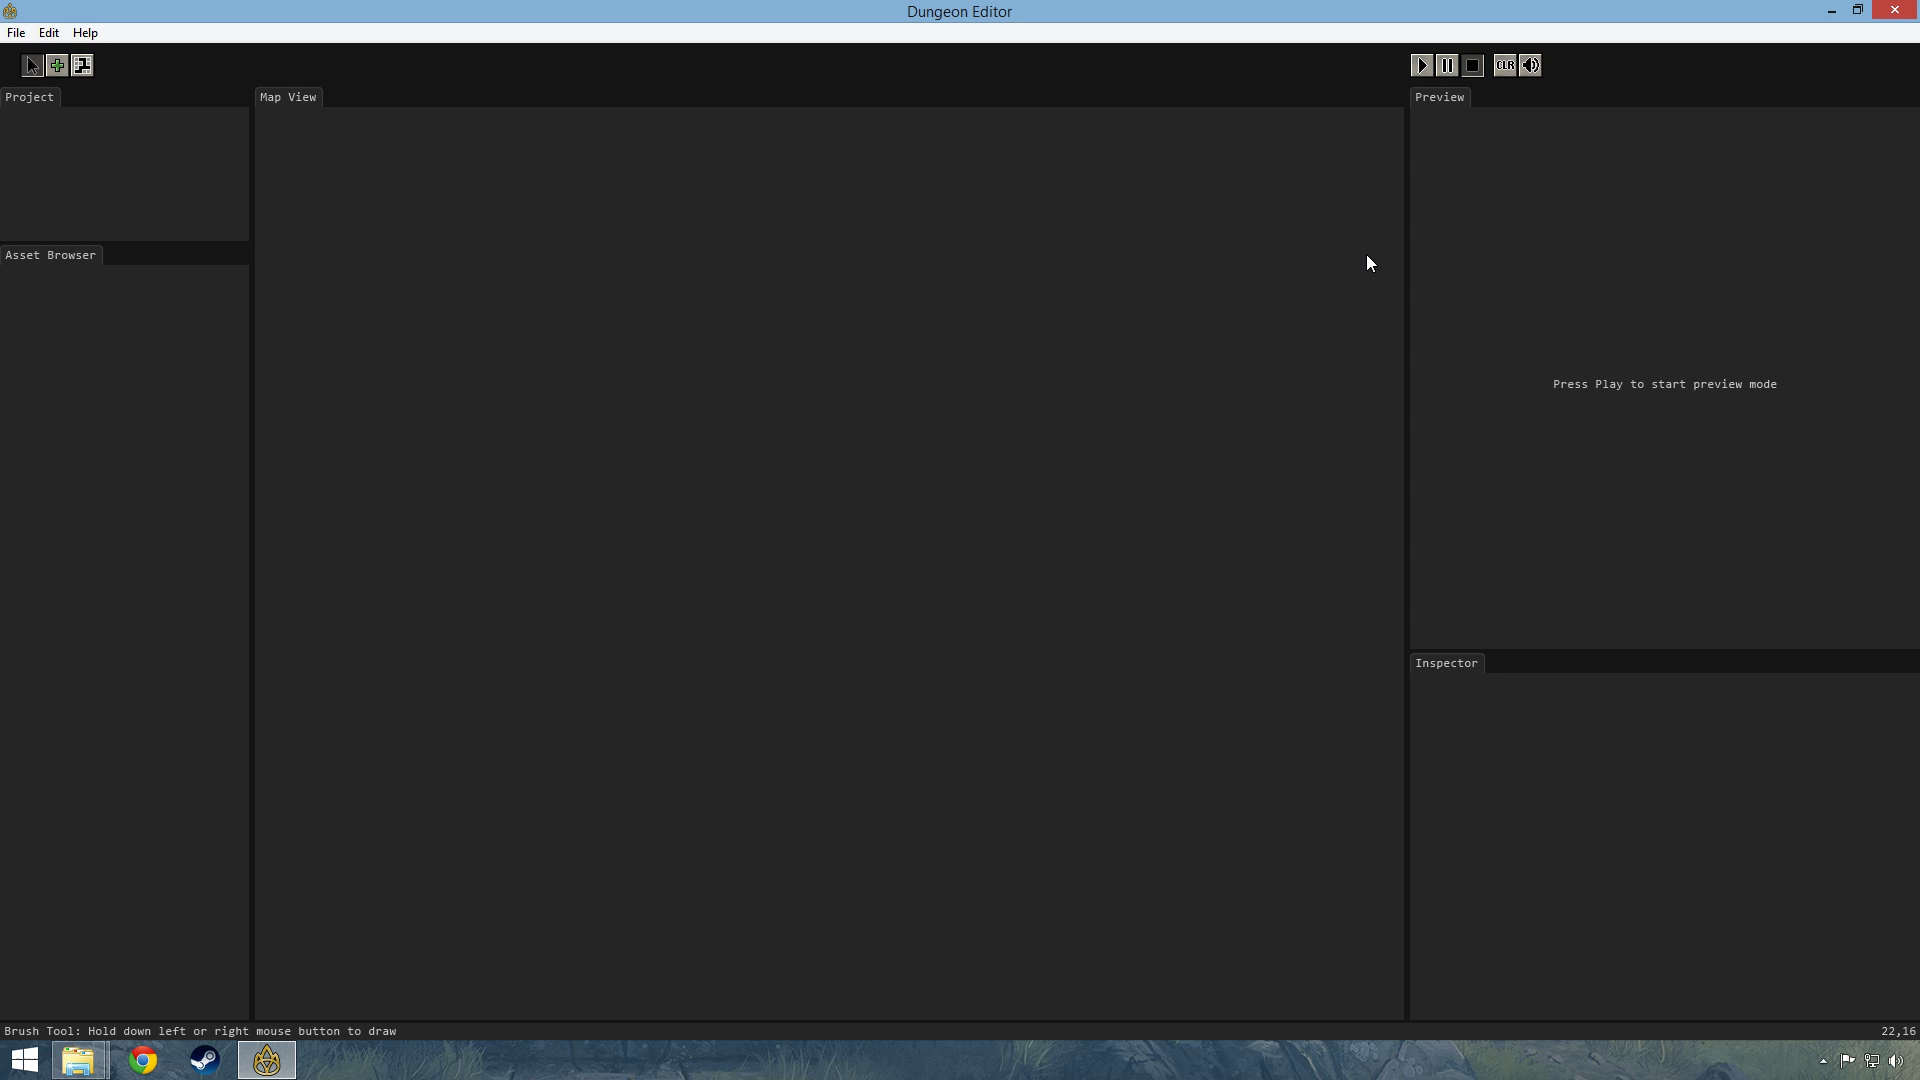 Dungeon Editor
File Edit Help
CLR
Project
Map View
Preview
Asset Browser
Press Play to start preview mode
Inspector
Brush Tool: Hold down left or right mouse button to draw
22,16